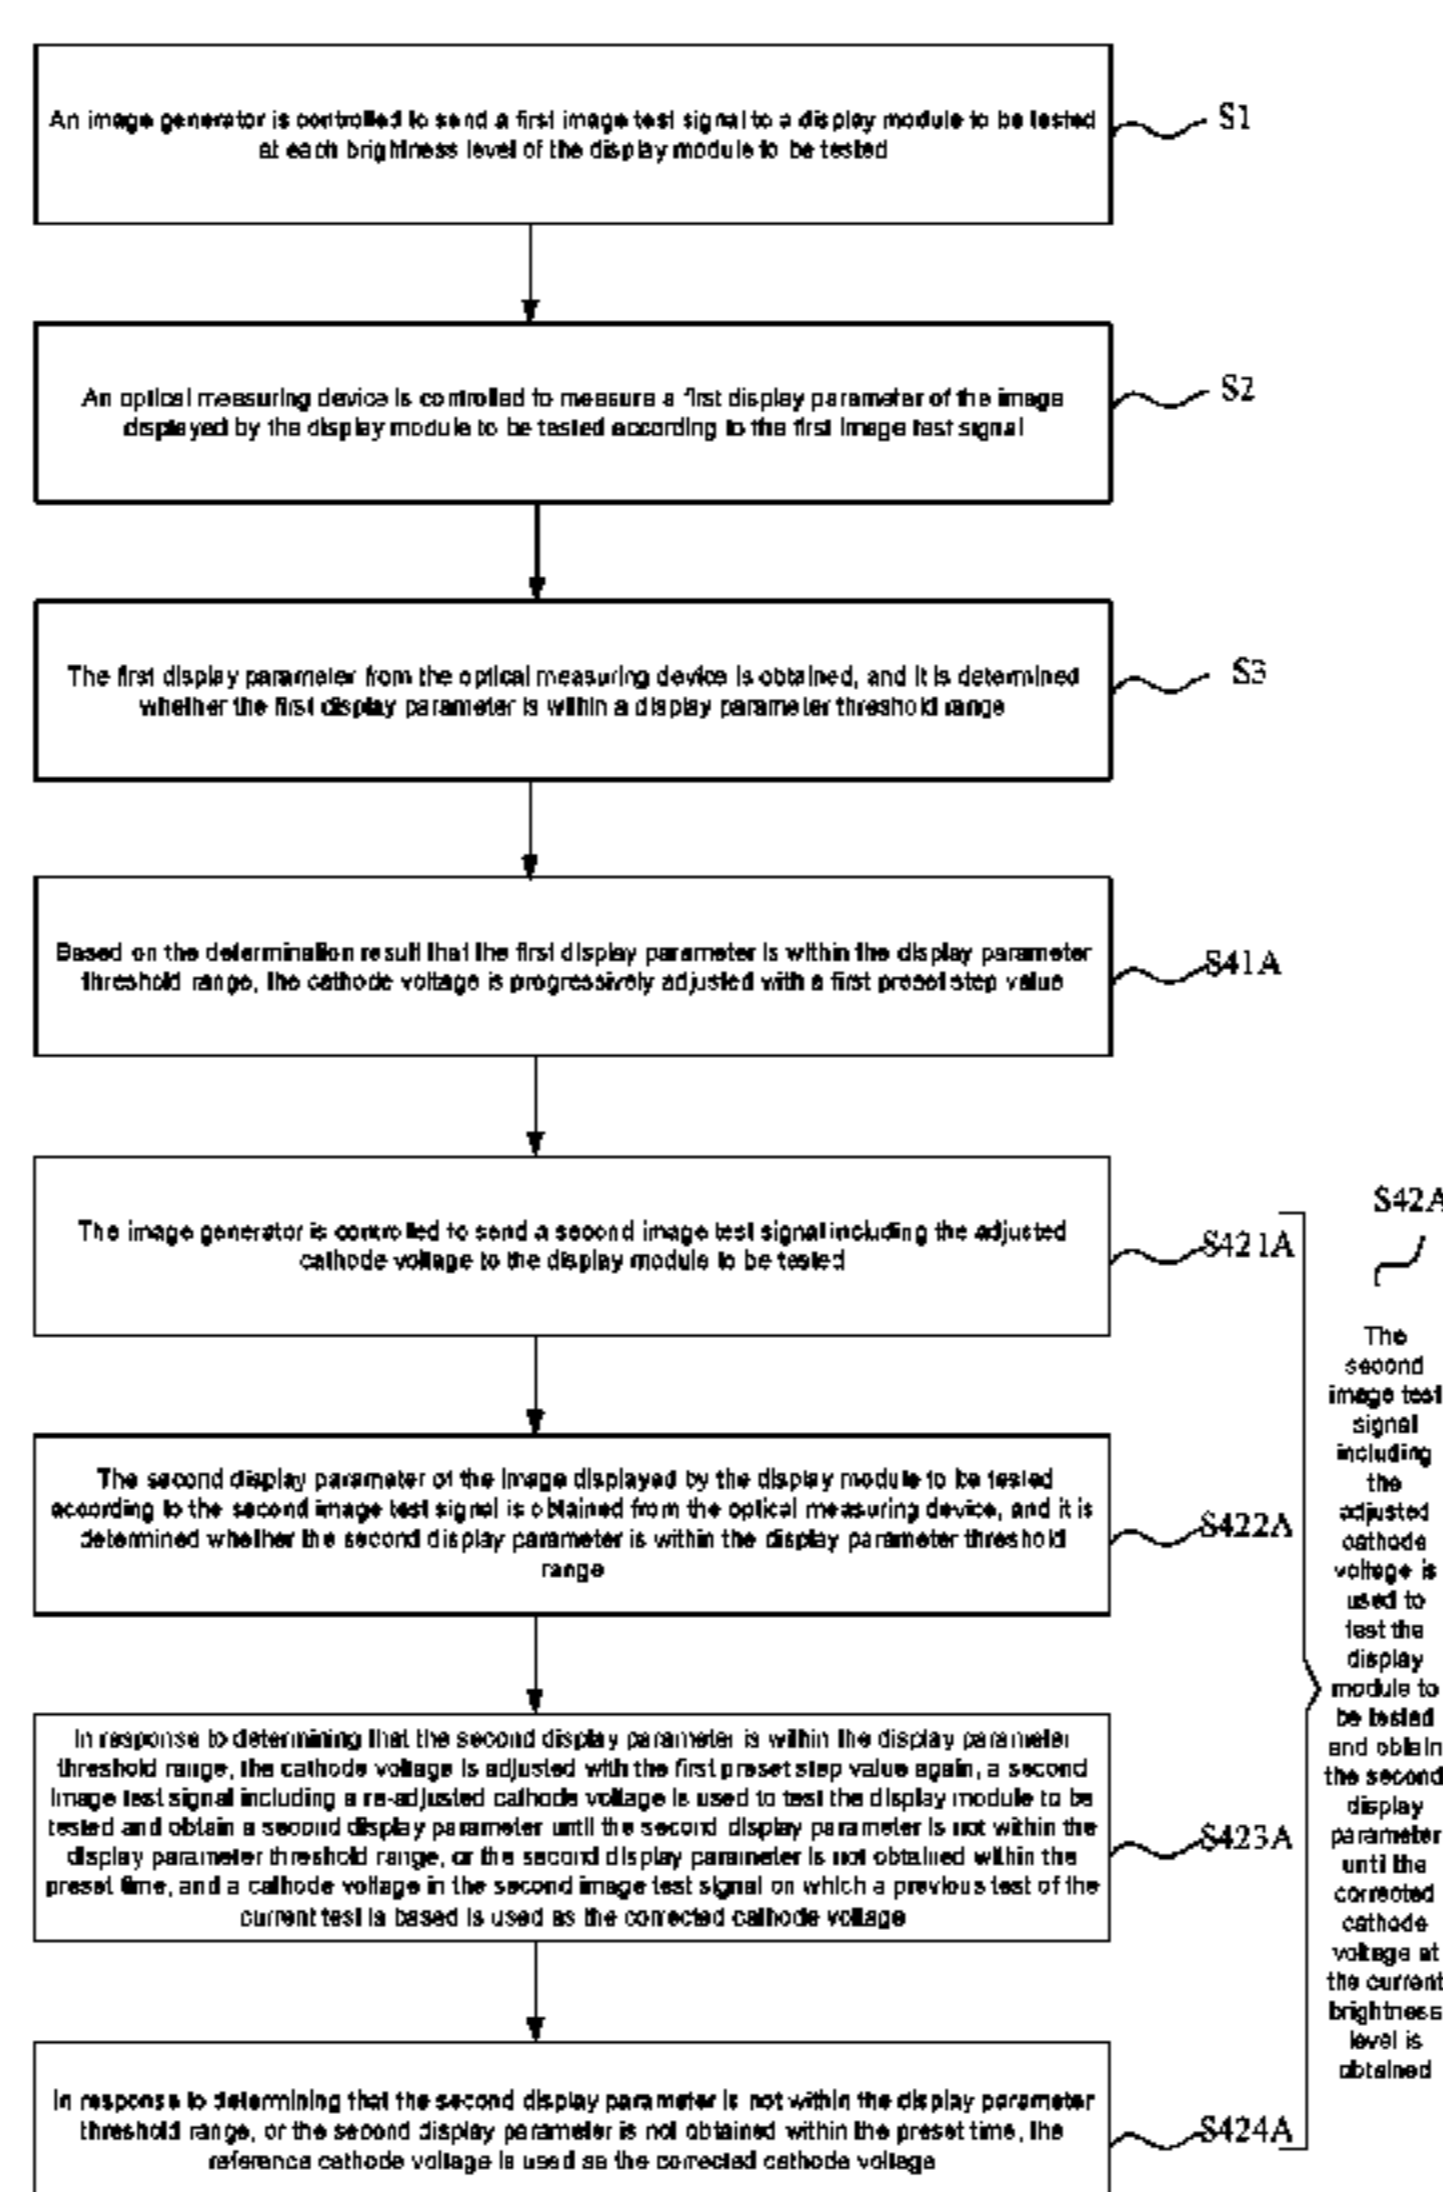 An image generator is controlled to send a first image test signal to a display module to be tested
at each brightness level of the display module to be tested
S1
An optical measuring device is controlled to measure a first display parameter of the image
displayed by the display module to be tested according to the first image test signal
S2
The first display parameter from the optical measuring device is obtained, and it is determined
whether the first display parameter is within a display parameter threshold range
S3
Based on the determination result that the first display parameter is within the display parameter
threshold range, the cathode voltage is progressively adjusted with a first preset step value
S41A
The image generator is controlled to send a second image test signal including the adjusted
cathode voltage to the display module to be tested
S421A
The second display parameter of the image displayed by the display module to be tested
according to the second image test signal is obtained from the optical measuring device, and it is
determined whether the second display parameter is within the display parameter threshold
range
S422A
In response to determining that the second display parameter is within the display parameter
threshold range, the cathode voltage is adjusted with the first preset step value again, a second
image test signal including a re-adjusted cathode voltage is used to test the display module to be
tested and obtain a second display parameter until the second display parameter is not within the
display parameter threshold range, or the second display parameter is not obtained within the
preset time, and a cathode voltage in the second image test signal on which a previous test of the
current test is based is used as the corrected cathode voltage
S423A
In response to determining that the second display parameter is not within the display parameter
threshold range, or the second display parameter is not obtained within the preset time, the
reference cathode voltage is used as the corrected cathode voltage
S424A
S42A
The
second
image test
signal
including
the
adjusted
cathode
voltage is
used to
test the
display
module to
be tested
and obtain
the second
display
parameter
until the
corrected
cathode
voltage at
the current
brightness
level is
obtained